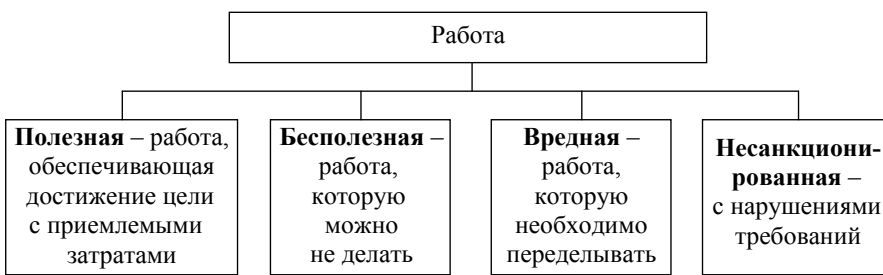 Работа
Полезная – работа,
обеспечивающая
достижение цели
с приемлемыми
затратами
Бесполезная –
работа,
которую
можно
не делать
Вредная –
работа,
которую
необходимо
переделывать
Несанкциони-
рованная –
с нарушениями
требований